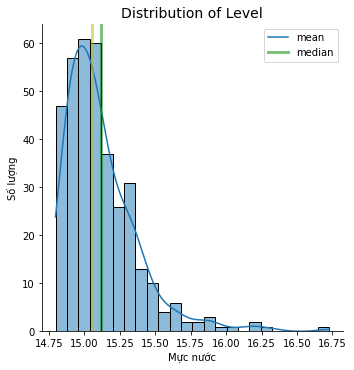 Distribution of Level
mean
median
Số lượng
60
50
40
30
20
10
0
14.75 15.00 15.25 15.50 15.75 16.00 16.25 16.50 16.75
Mực nước